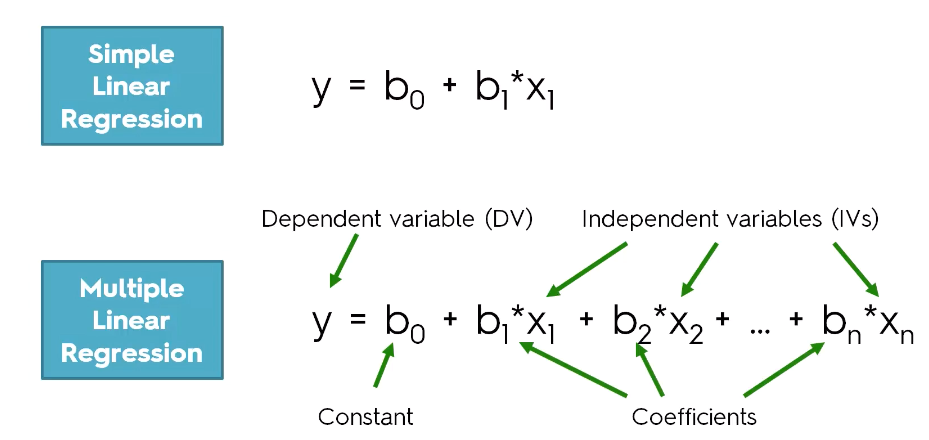 Simple
Linear
Regression
y = b₀ + b₁*x₁
Dependent variable (DV)
Independent variables (IVs)
Multiple
Linear
Regression
y = b₀ + b₁*x₁ + b₂*x₂ + ... + bₙ*xₙ
Constant
Coefficients